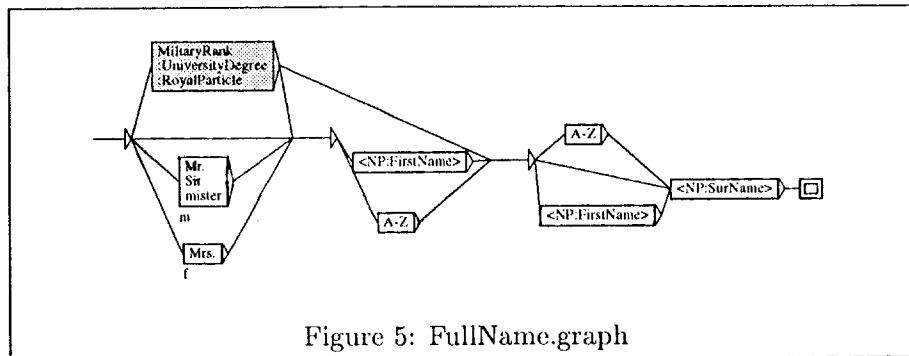 MilitaryRank
:UniversityDegree
:RoyalParticle
Mr.
Sir
mister
m
Mrs.
f
<NP:FirstName>
A-Z
A-Z
<NP:FirstName>
<NP:SurName>
Figure 5: FullName.graph